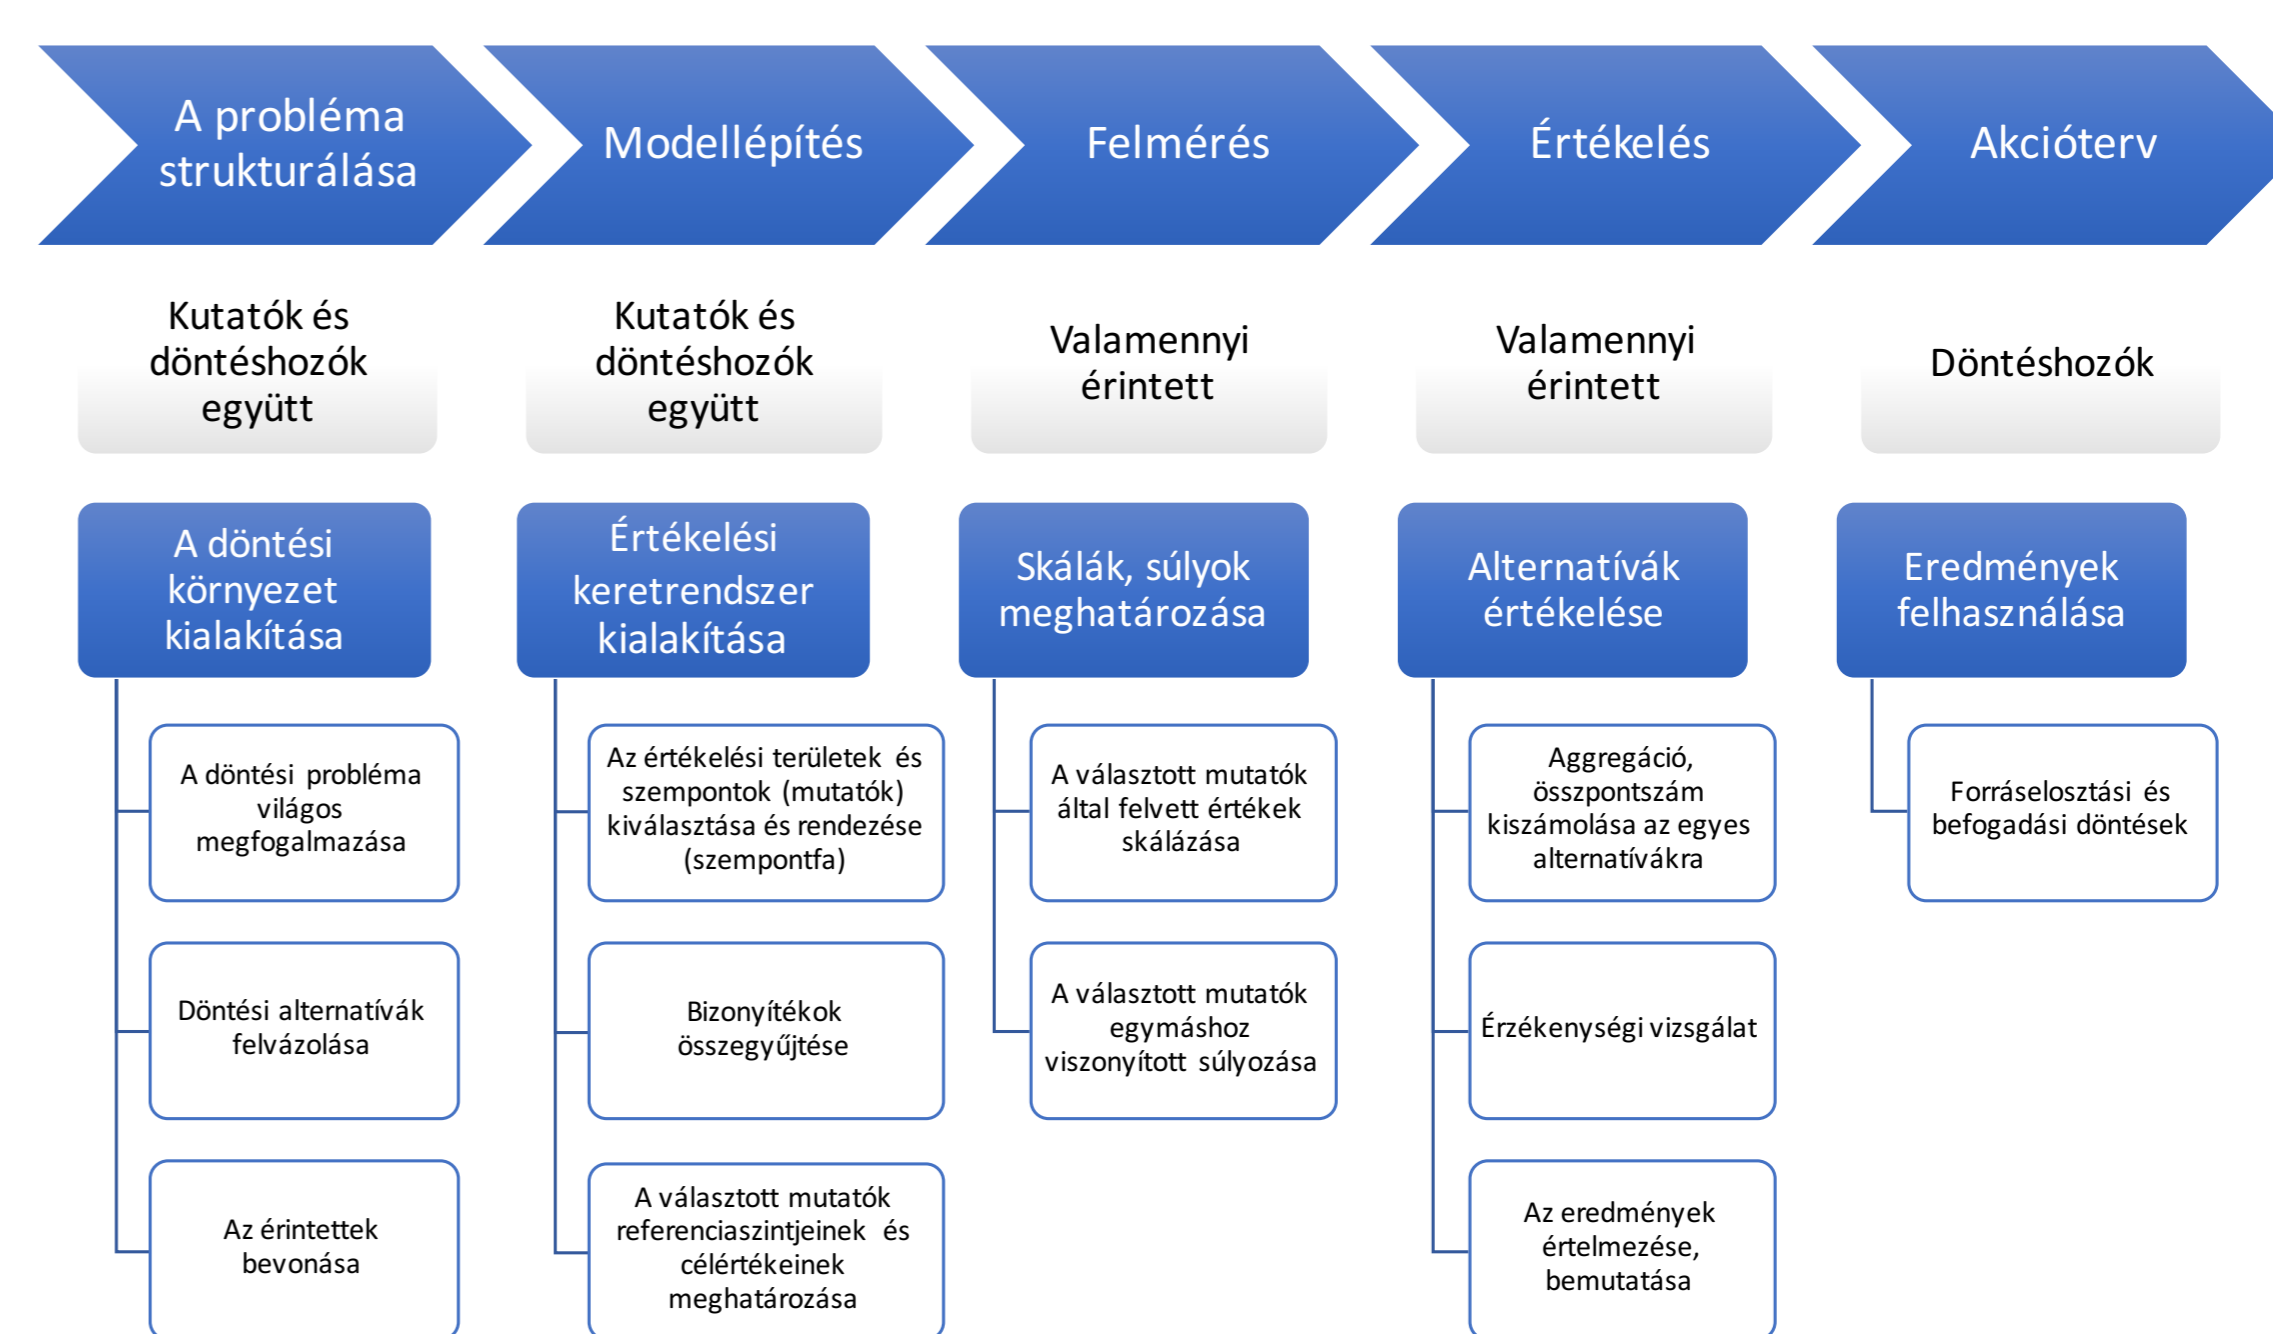 A probléma
strukturálása
Modellépítés
Felmérés
Értékelés
Akcióterv
Kutatók és
döntéshozók
együtt
Kutatók és
döntéshozók
együtt
Valamennyi
érintett
Valamennyi
érintett
Döntéshozók
A döntési
környezet
kialakítása
Értékelési
keretrendszer
kialakítása
Skálák, súlyok
meghatározása
Alternatívák
értékelése
Eredmények
felhasználása
A döntési probléma
világos
megfogalmazása
Döntési alternatívák
felvázolása
Az érintettek
bevonása
Az értékelési területek és
szempontok (mutatók)
kiválasztása és rendezése
(szempontfa)
Bizonyítékok
összegyűjtése
A választott mutatók
referenciaszintjeinek és
célértékeinek
meghatározása
A választott mutatók
által felvett értékek
skálázása
A választott mutatók
egymáshoz
viszonyított súlyozása
Aggregáció,
összpontszám
kiszámolása az egyes
alternatívákra
Érzékenységi vizsgálat
Az eredmények
értelmezése,
bemutatása
Forráselosztási és
befogadási döntések